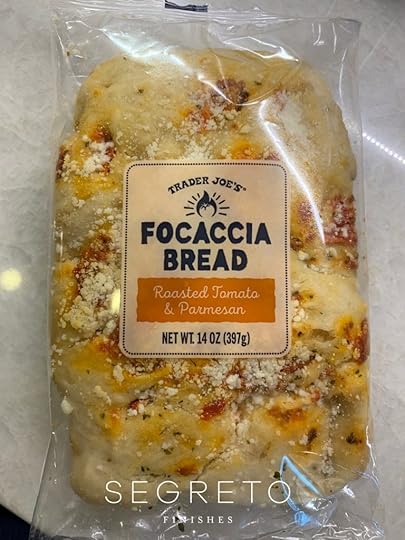 TRADER JOE'S®
FOCACCIA
BREAD
Roasted Tomato
& Parmesan
NET WT. 14 OZ (397g)
SEGRETO
FINISHES